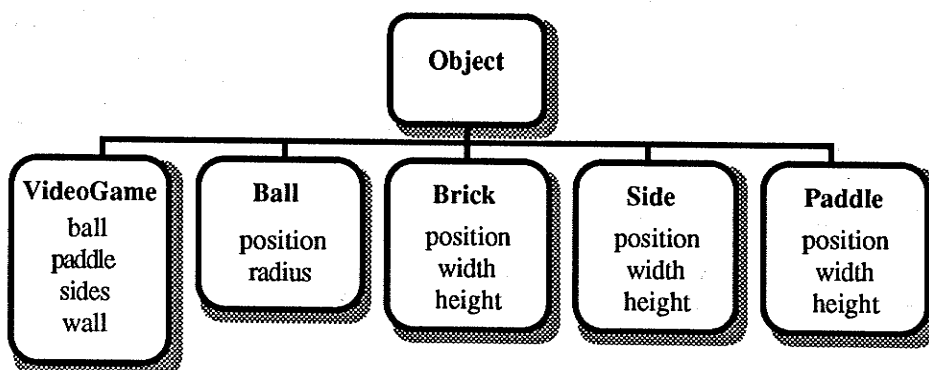 Object
VideoGame
ball
paddle
sides
wall
Ball
position
radius
Brick
position
width
height
Side
position
width
height
Paddle
position
width
height